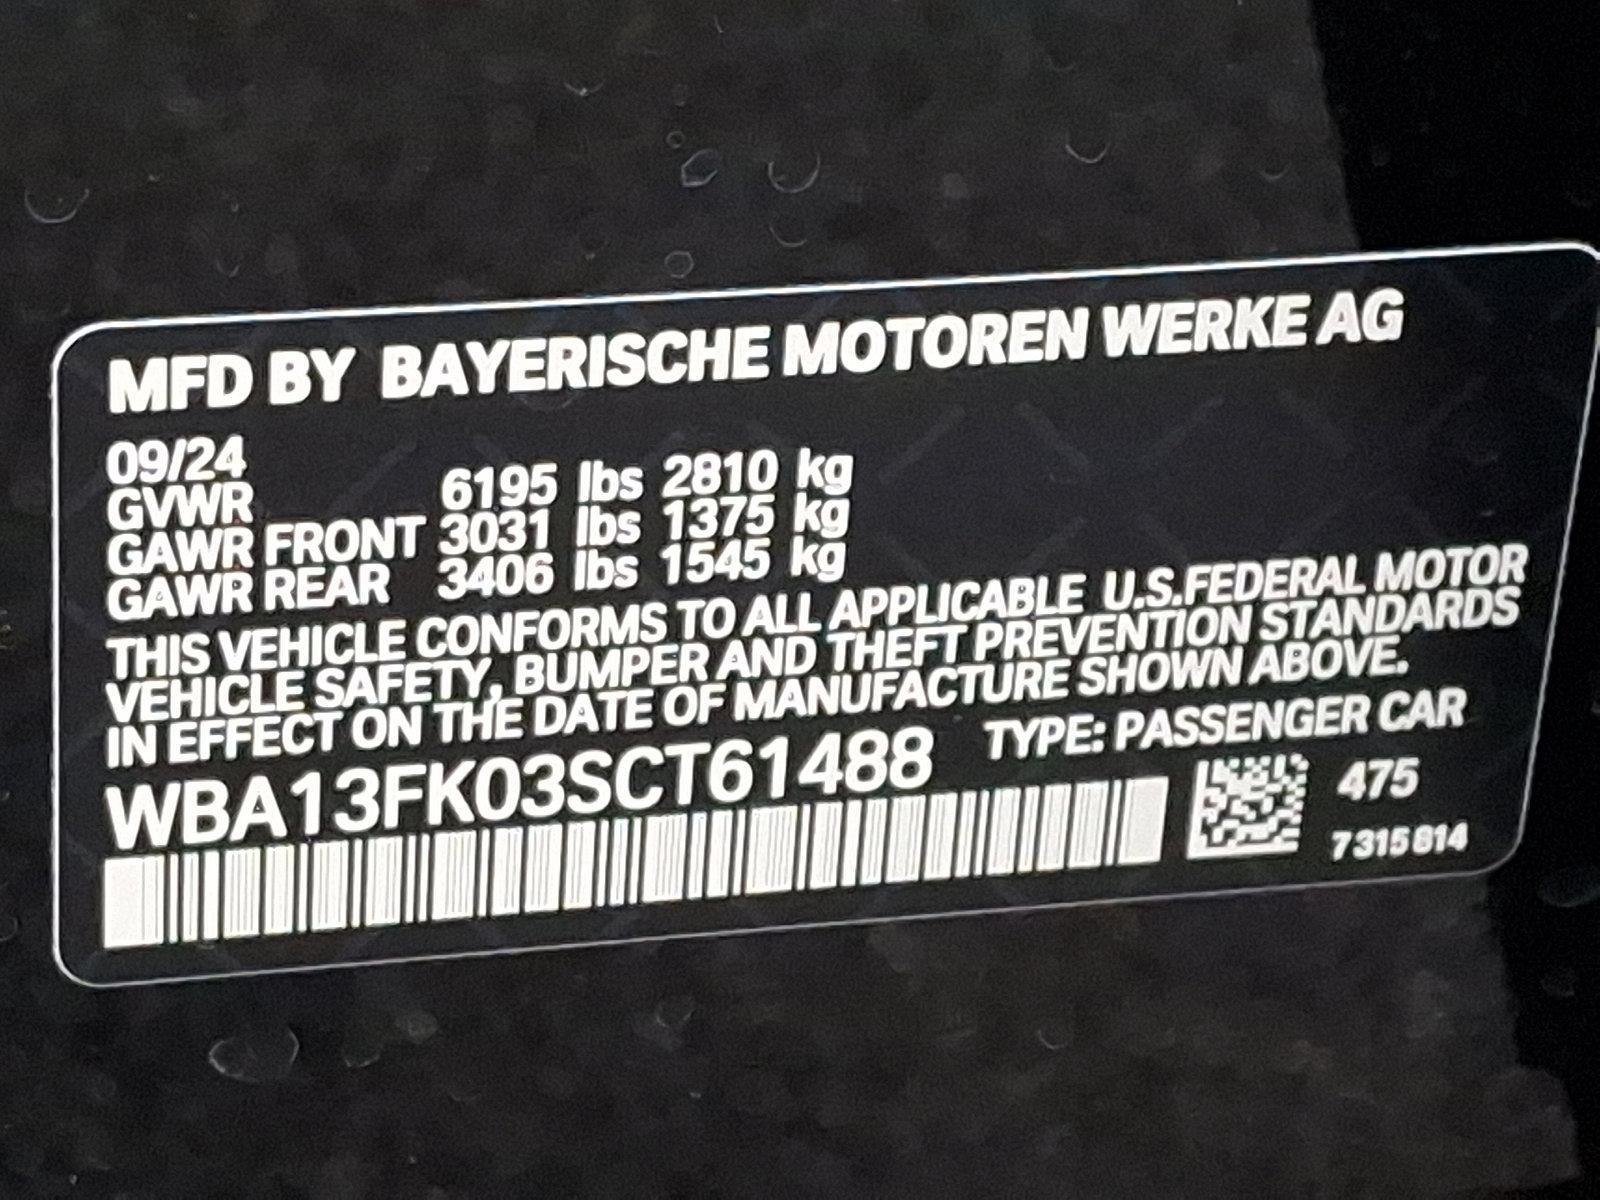 MFD BY BAYERISCHE MOTOREN WERKE AG
09/24
GVWR 6195 lbs 2810 kg
GAWR FRONT 3031 lbs 1375 kg
GAWR REAR 3406 lbs 1545 kg
THIS VEHICLE CONFORMS TO ALL APPLICABLE U.S.FEDERAL MOTOR
VEHICLE SAFETY, BUMPER AND THEFT PREVENTION STANDARDS
IN EFFECT ON THE DATE OF MANUFACTURE SHOWN ABOVE.
WBA13FK03SCT61488 TYPE: PASSENGER CAR
475
7315814